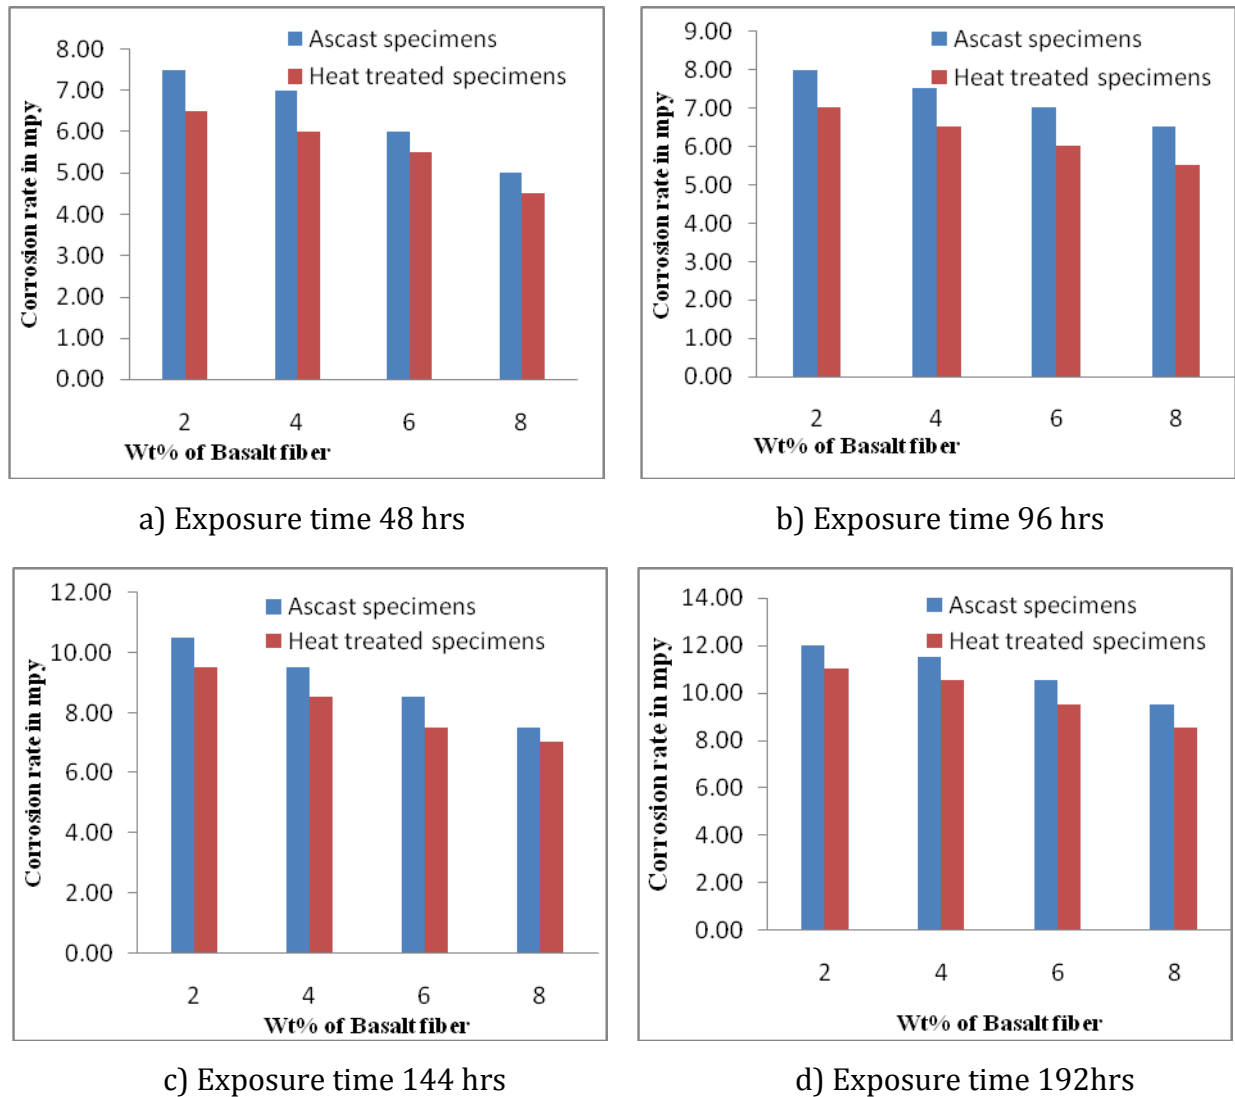 Ascast specimens
Heat treated specimens
8.00
7.00
6.00
5.00
4.00
3.00
2.00
1.00
0.00
Corrosion rate in mpy
2 4 6 8
Wt% of Basalt fiber
a) Exposure time 48 hrs
Ascast specimens
Heat treated specimens
9.00
8.00
7.00
6.00
5.00
4.00
3.00
2.00
1.00
0.00
Corrosion rate in mpy
2 4 6 8
Wt% of Basalt fiber
b) Exposure time 96 hrs
Ascast specimens
Heat treated specimens
12.00
10.00
8.00
6.00
4.00
2.00
0.00
Corrosion rate in mpy
2 4 6 8
Wt% of Basalt fiber
c) Exposure time 144 hrs
Ascast specimens
Heat treated specimens
14.00
12.00
10.00
8.00
6.00
4.00
2.00
0.00
Corrosion rate in mpy
2 4 6 8
Wt% of Basalt fiber
d) Exposure time 192hrs